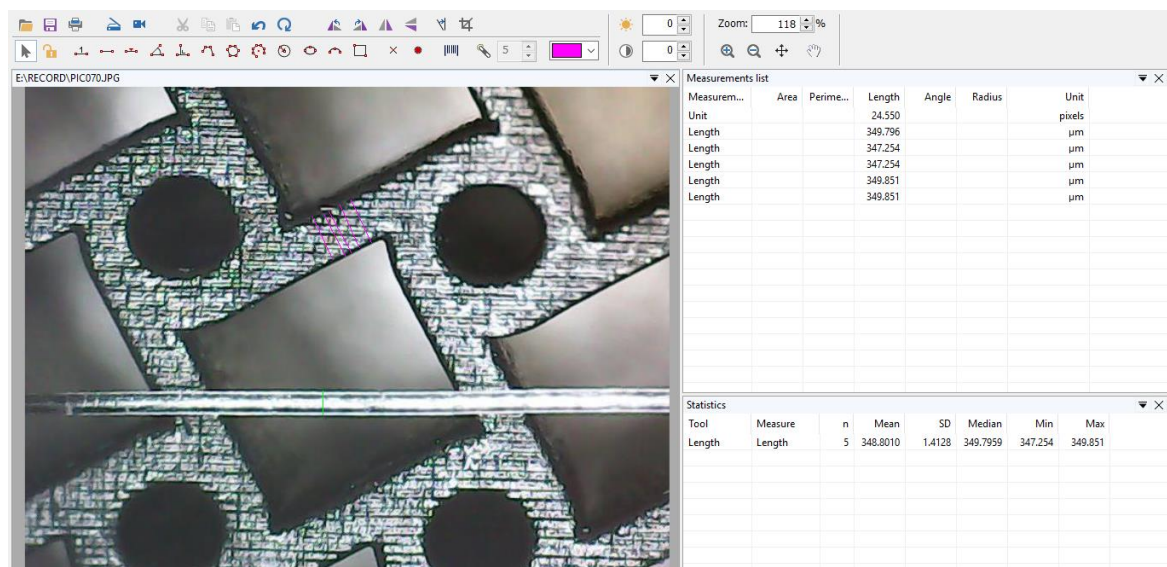 0 Zoom: 118 %
5 0
E:\RECORD\PIC070.JPG
Measurements list
Measurem... Area Perime... Length Angle Radius Unit
Unit 24.550 pixels
Length 349.796 µm
Length 347.254 µm
Length 347.254 µm
Length 349.851 µm
Length 349.851 µm
Statistics
Tool Measure n Mean SD Median Min Max
Length Length 5 348.8010 1.4128 349.7959 347.254 349.851